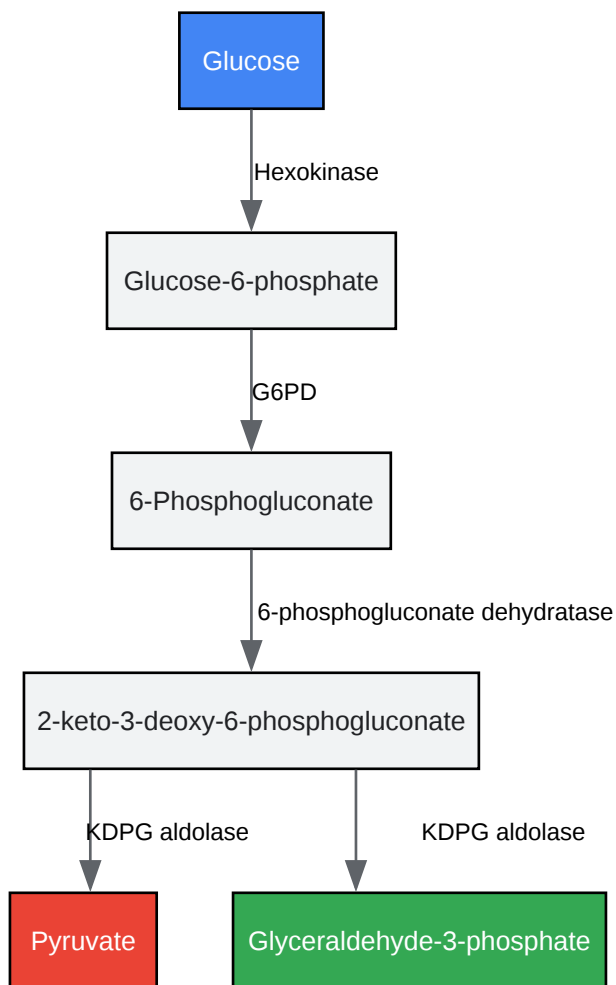 Glucose
Hexokinase
Glucose-6-phosphate
G6PD
6-Phosphogluconate
6-phosphogluconate dehydratase
2-keto-3-deoxy-6-phosphogluconate
KDPG aldolase
KDPG aldolase
Pyruvate
Glyceraldehyde-3-phosphate